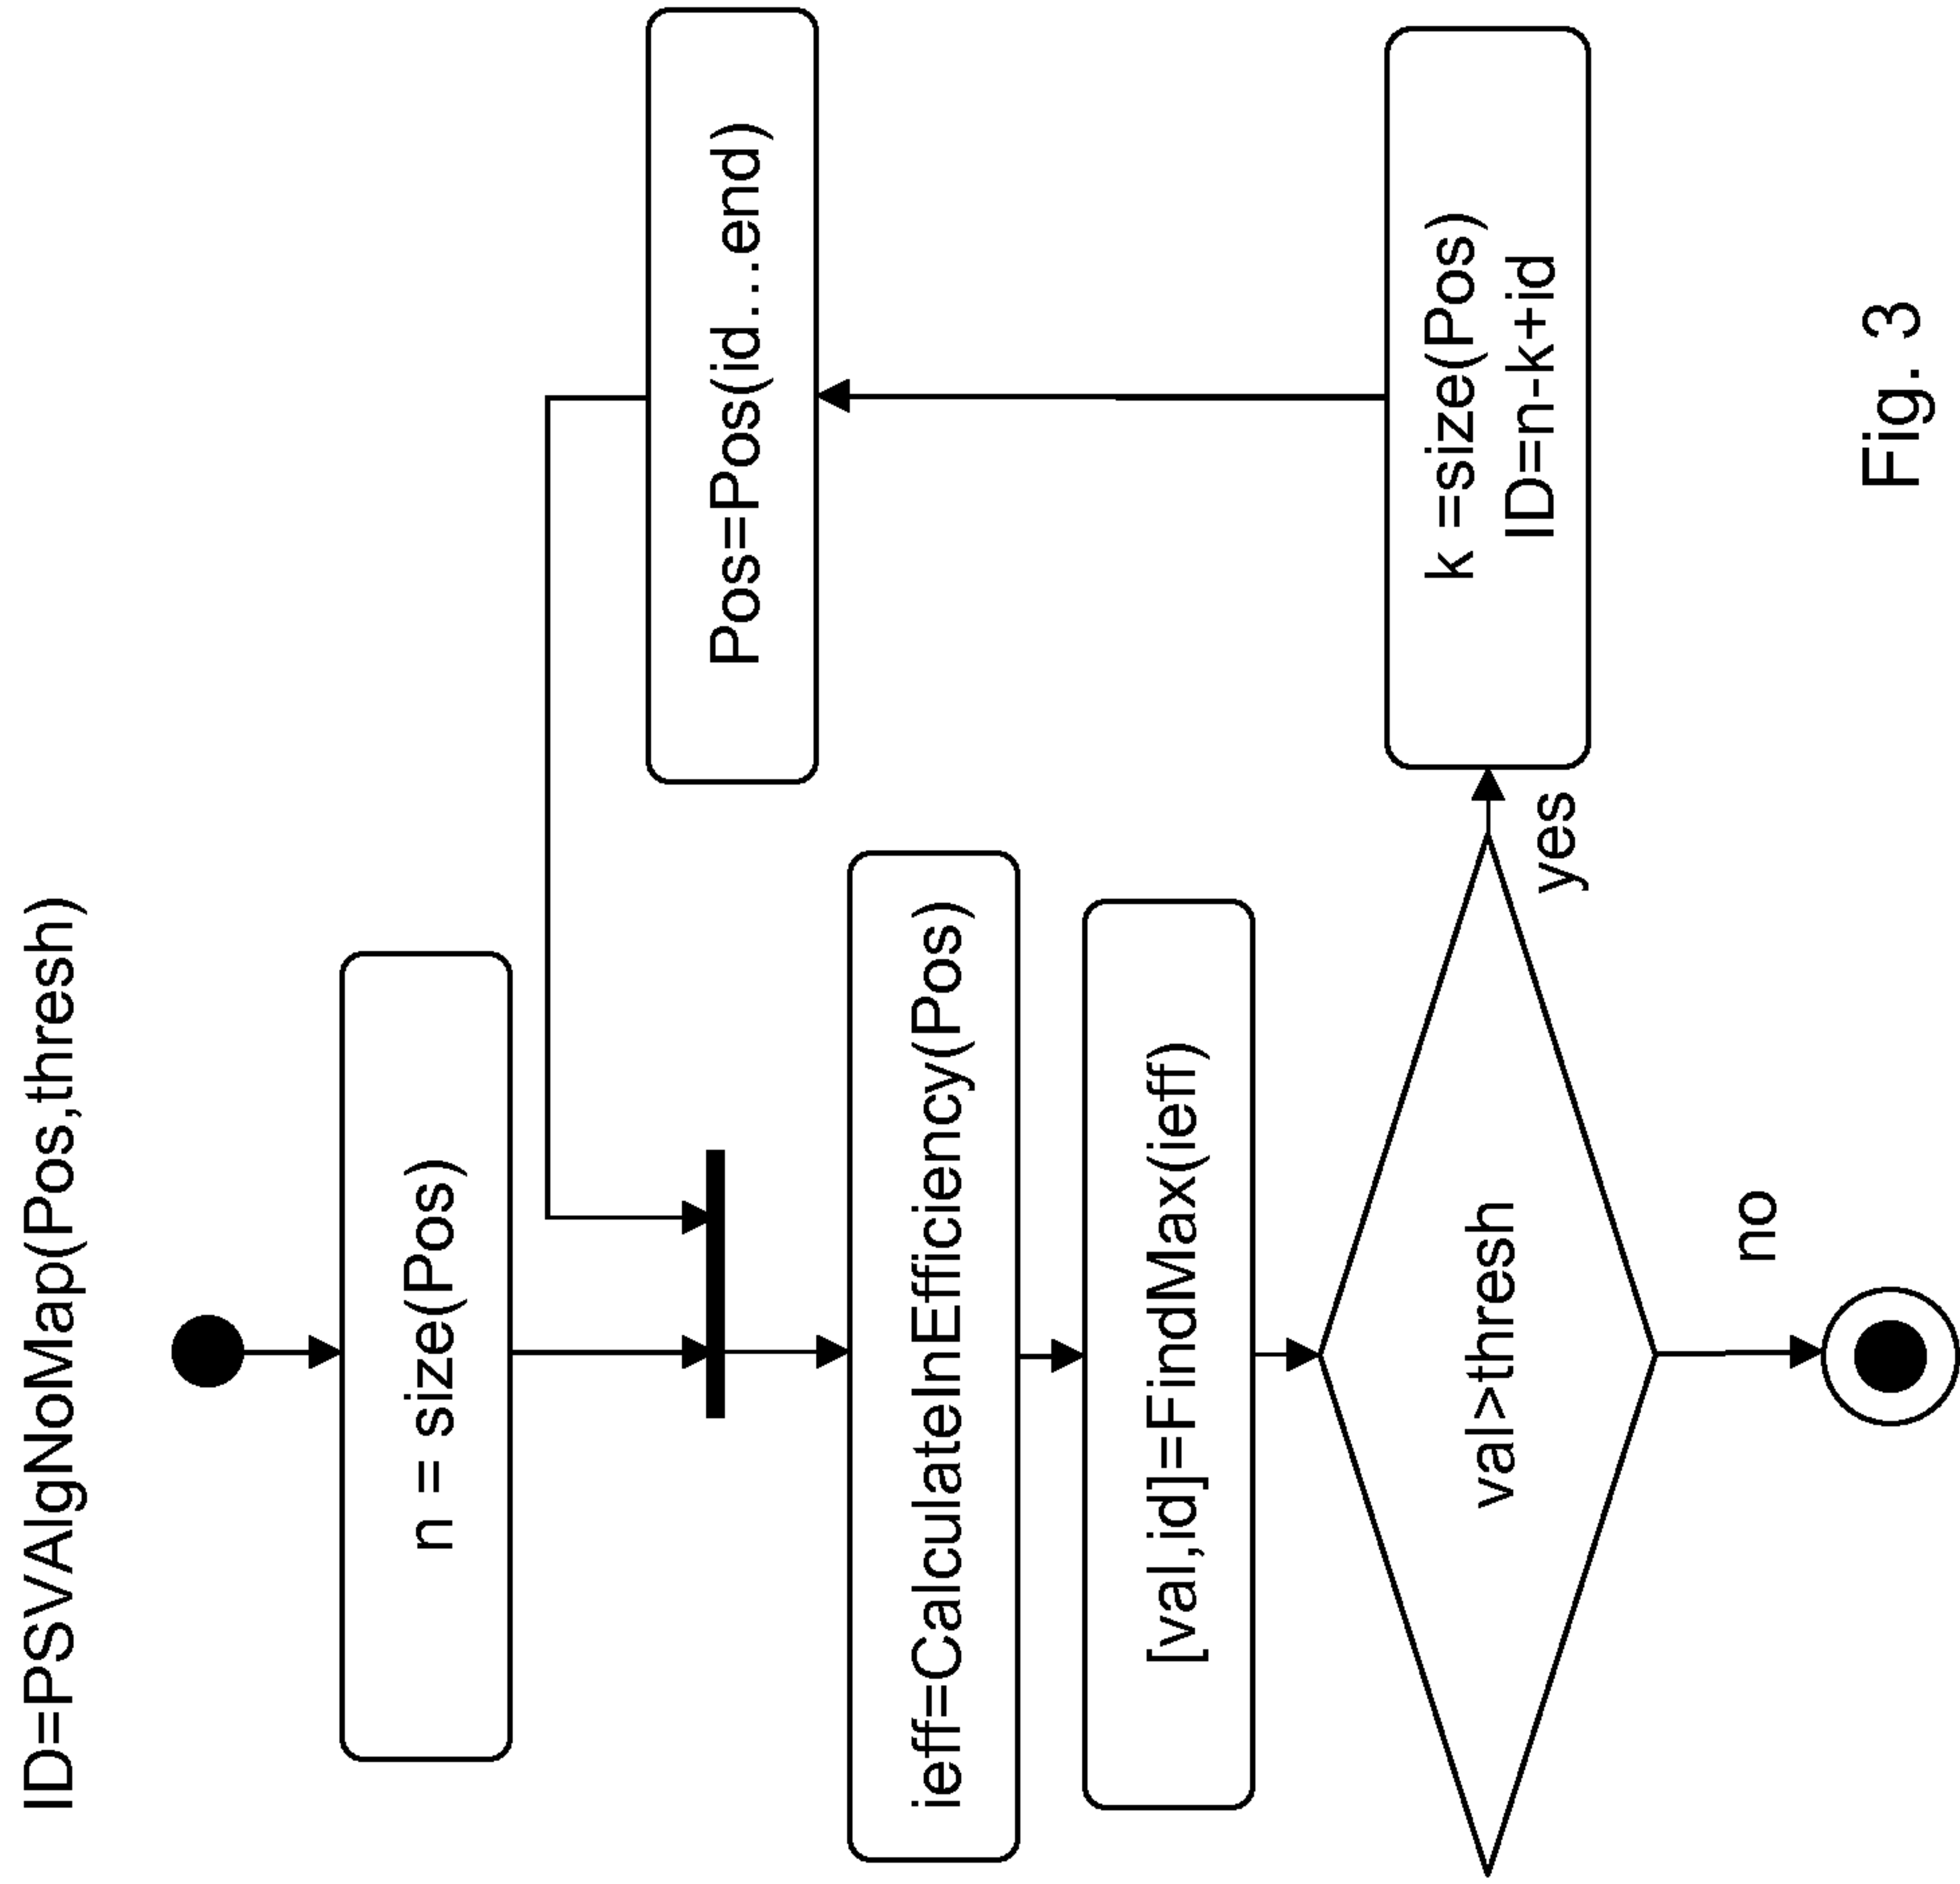 ID=PSVAlgNoMap(Pos,thresh)
n = size(Pos)
Pos=Pos(id...end)
ieff=CalculateInEfficiency(Pos)
[val,id]=FindMax(ieff)
val>thresh
yes
k =size(Pos)
ID=n-k+id
no
Fig. 3